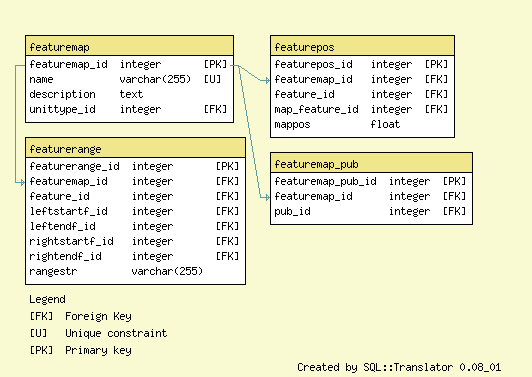 featuremap
featuremap_id integer [PK]
name varchar(255) [U]
description text
unittype_id integer [FK]
featurepos
featurepos_id integer [PK]
featuremap_id integer [FK]
feature_id integer [FK]
map_feature_id integer [FK]
mappos float
featurerange
featurerange_id integer [PK]
featuremap_id integer [FK]
feature_id integer [FK]
leftstartf_id integer [FK]
leftendf_id integer [FK]
rightstartf_id integer [FK]
rightendf_id integer [FK]
rangestr varchar(255)
featuremap_pub
featuremap_pub_id integer [PK]
featuremap_id integer [FK]
pub_id integer [FK]
Legend
[FK] Foreign Key
[U] Unique constraint
[PK] Primary key
Created by SQL::Translator 0.08_01